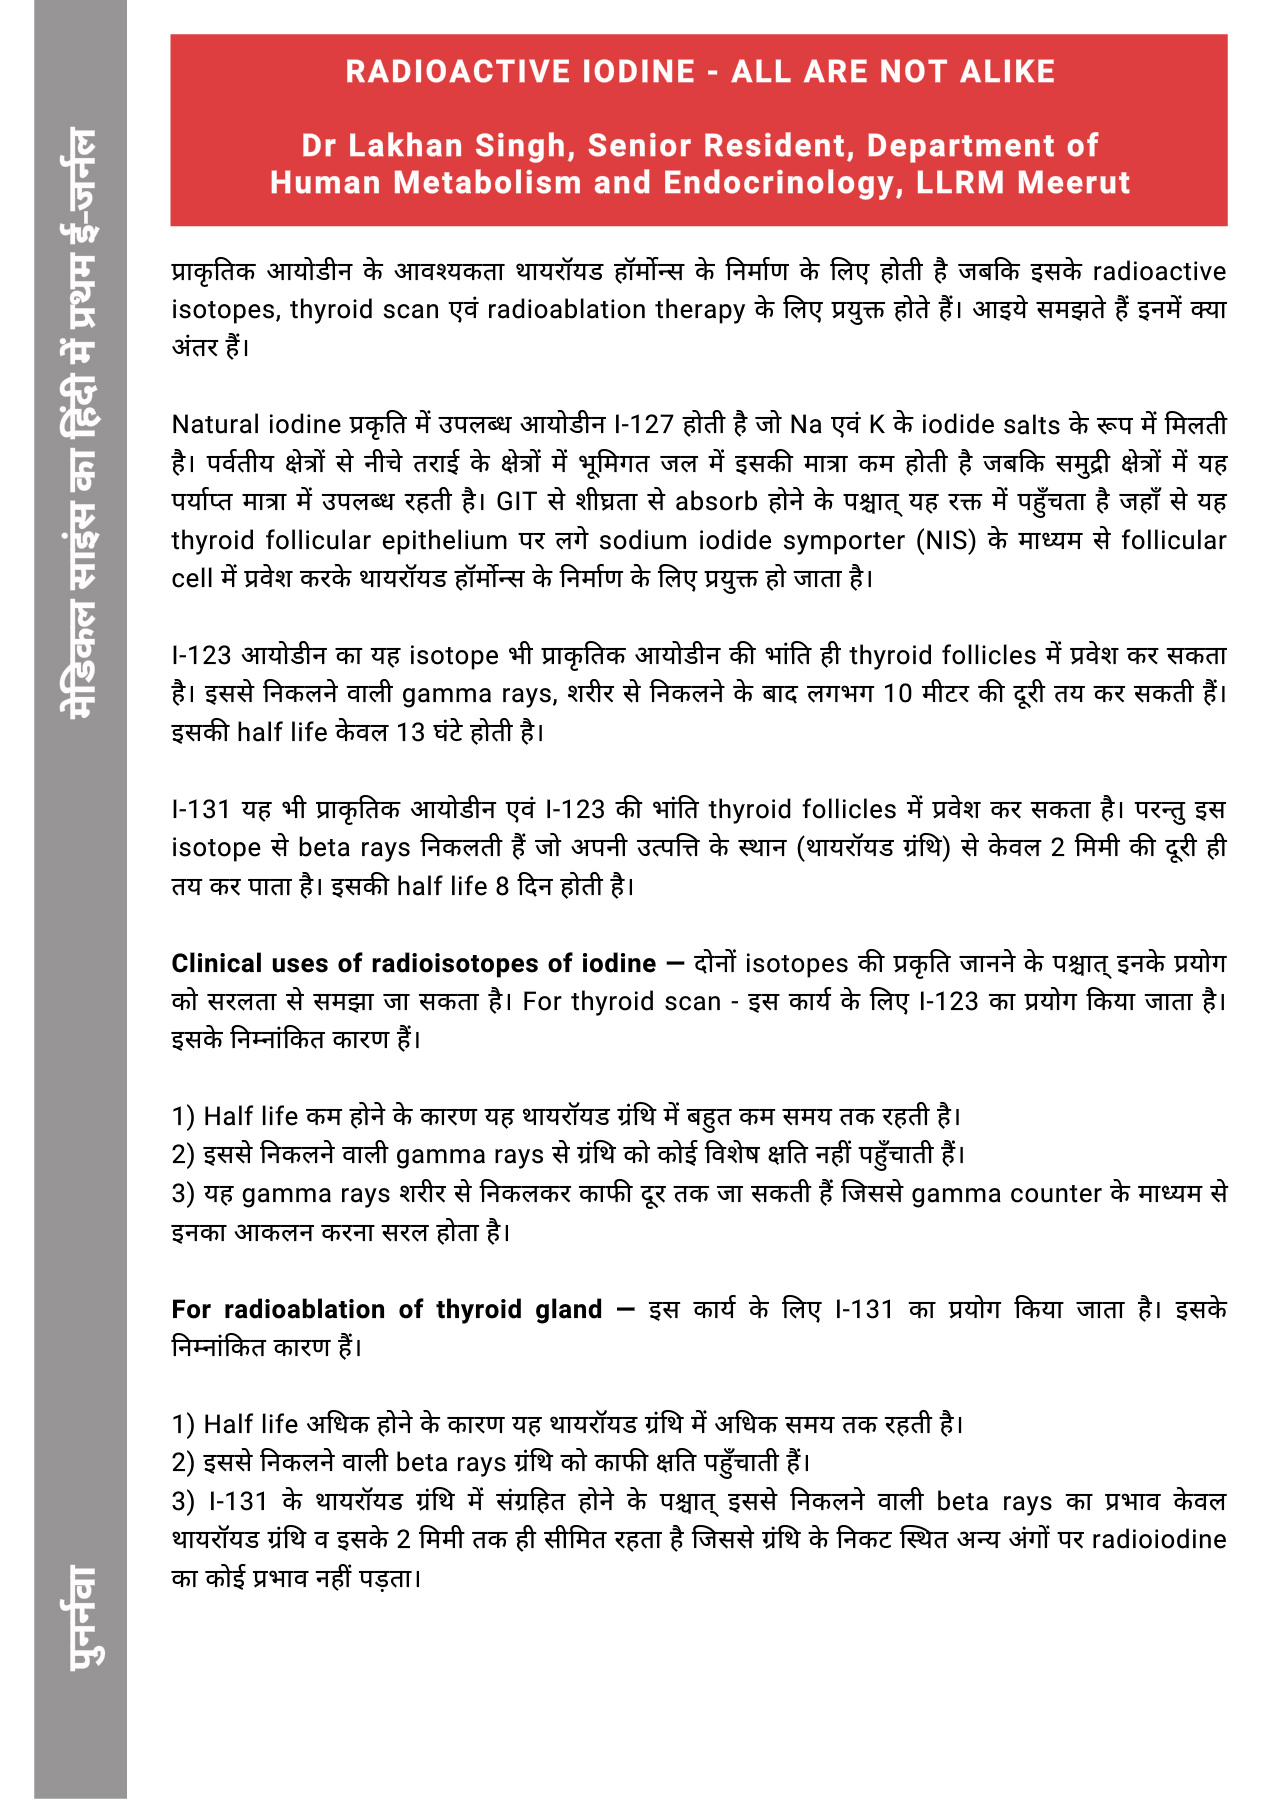 RADIOACTIVE IODINE - ALL ARE NOT ALIKE
Dr Lakhan Singh, Senior Resident, Department of
Human Metabolism and Endocrinology, LLRM Meerut
प्राकृतिक आयोडीन के आवश्यकता थायरॉयड हॉर्मोन्स के निर्माण के लिए होती है जबकि इसके radioactive
isotopes, thyroid scan एवं radioablation therapy के लिए प्रयुक्त होते हैं। आइये समझते हैं इनमें क्या
अंतर हैं।
Natural iodine प्रकृति में उपलब्ध आयोडीन I-127 होती है जो Na एवं K के iodide salts के रूप में मिलती
है। पर्वतीय क्षेत्रों से नीचे तराई के क्षेत्रों में भूमिगत जल में इसकी मात्रा कम होती है जबकि समुद्री क्षेत्रों में यह
पर्याप्त मात्रा में उपलब्ध रहती है। GIT से शीघ्रता से absorb होने के पश्चात् यह रक्त में पहुँचता है जहाँ से यह
thyroid follicular epithelium पर लगे sodium iodide symporter (NIS) के माध्यम से follicular
cell में प्रवेश करके थायरॉयड हॉर्मोन्स के निर्माण के लिए प्रयुक्त हो जाता है।
I-123 आयोडीन का यह isotope भी प्राकृतिक आयोडीन की भांति ही thyroid follicles में प्रवेश कर सकता
है। इससे निकलने वाली gamma rays, शरीर से निकलने के बाद लगभग 10 मीटर की दूरी तय कर सकती हैं।
इसकी half life केवल 13 घंटे होती है।
I-131 यह भी प्राकृतिक आयोडीन एवं I-123 की भांति thyroid follicles में प्रवेश कर सकता है। परन्तु इस
isotope से beta rays निकलती हैं जो अपनी उत्पत्ति के स्थान (थायरॉयड ग्रंथि) से केवल 2 मिमी की दूरी ही
तय कर पाता है। इसकी half life 8 दिन होती है।
Clinical uses of radioisotopes of iodine — दोनों isotopes की प्रकृति जानने के पश्चात् इनके प्रयोग
को सरलता से समझा जा सकता है। For thyroid scan - इस कार्य के लिए I-123 का प्रयोग किया जाता है।
इसके निम्नांकित कारण हैं।
1) Half life कम होने के कारण यह थायरॉयड ग्रंथि में बहुत कम समय तक रहती है।
2) इससे निकलने वाली gamma rays से ग्रंथि को कोई विशेष क्षति नहीं पहुँचाती हैं।
3) यह gamma rays शरीर से निकलकर काफी दूर तक जा सकती हैं जिससे gamma counter के माध्यम से
इनका आकलन करना सरल होता है।
For radioablation of thyroid gland — इस कार्य के लिए I-131 का प्रयोग किया जाता है। इसके
निम्नांकित कारण हैं।
1) Half life अधिक होने के कारण यह थायरॉयड ग्रंथि में अधिक समय तक रहती है।
2) इससे निकलने वाली beta rays ग्रंथि को काफी क्षति पहुँचाती हैं।
3) I-131 के थायरॉयड ग्रंथि में संग्रहित होने के पश्चात् इससे निकलने वाली beta rays का प्रभाव केवल
थायरॉयड ग्रंथि व इसके 2 मिमी तक ही सीमित रहता है जिससे ग्रंथि के निकट स्थित अन्य अंगों पर radioiodine
का कोई प्रभाव नहीं पड़ता।
मेडिकल साइंस का हिंदी में प्रथम ई-जर्नल
पुनर्नवा